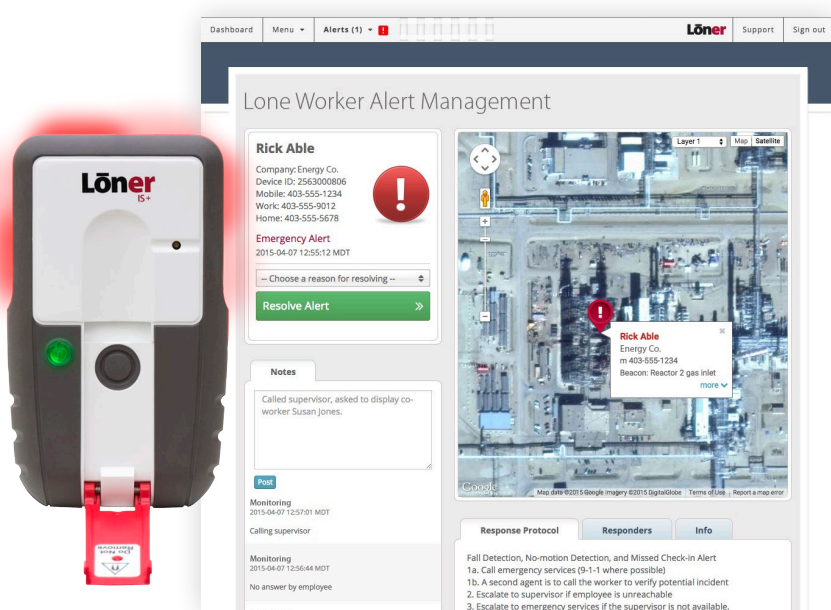 Dashboard
Menu
Alerts (1)
Lōner
Support
Sign out
Lone Worker Alert Management
Rick Able
Company: Energy Co.
Device ID: 2563000806
Mobile: 403-555-1234
Work: 403-555-9012
Home: 403-555-5678
Emergency Alert
2015-04-07 12:55:12 MDT
-- Choose a reason for resolving --
Resolve Alert
Notes
Called supervisor, asked to display co-
worker Susan Jones.
Post
Monitoring
2015-04-07 12:57:01 MDT
Calling supervisor
Monitoring
2015-04-07 12:56:44 MDT
No answer by employee
Layer 1
Map
Satellite
Rick Able
Energy Co.
m 403-555-1234
Beacon: Reactor 2 gas inlet
more
Google
Map data ©2015 Google Imagery ©2015 DigitalGlobe
Terms of Use
Report a map error
Response Protocol
Responders
Info
Fall Detection, No-motion Detection, and Missed Check-in Alert
1a. Call emergency services (9-1-1 where possible)
1b. A second agent is to call the worker to verify potential incident
2. Escalate to supervisor if employee is unreachable
3. Escalate to emergency services if the supervisor is not available.
Lōner
IS+
Do Not
Remove